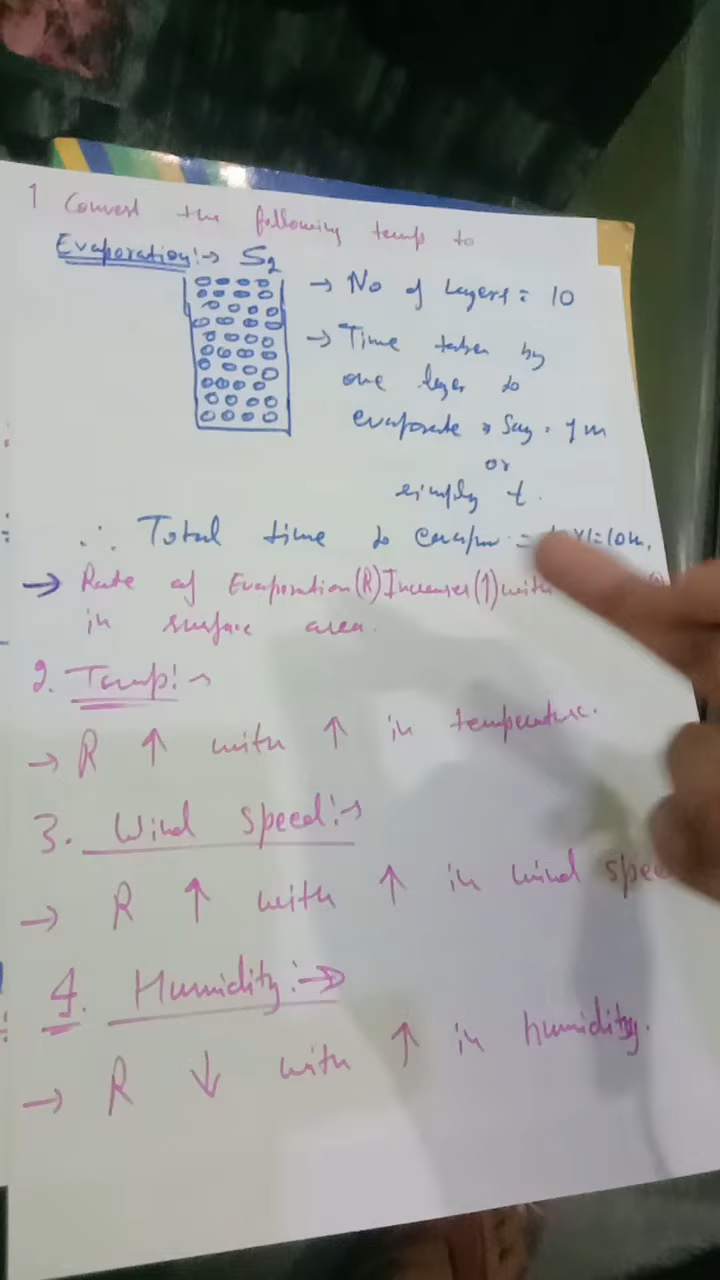 1 Convert the following temp to
Evaporation:→ S2
→ No of Layers = 10
→ Time taken by
one layer to
evaporate → Say = 1m
or
simply t.
∴ Total time to = 10m.
→ Rate of Evaporation (R) Increases (↑) with
in surface area.
2. Temp:→
→ R ↑ with ↑ in temperature.
3. Wind speed:→
→ R ↑ with ↑ in wind spee
4. Humidity:→
→ R ↓ with ↑ in humidity.